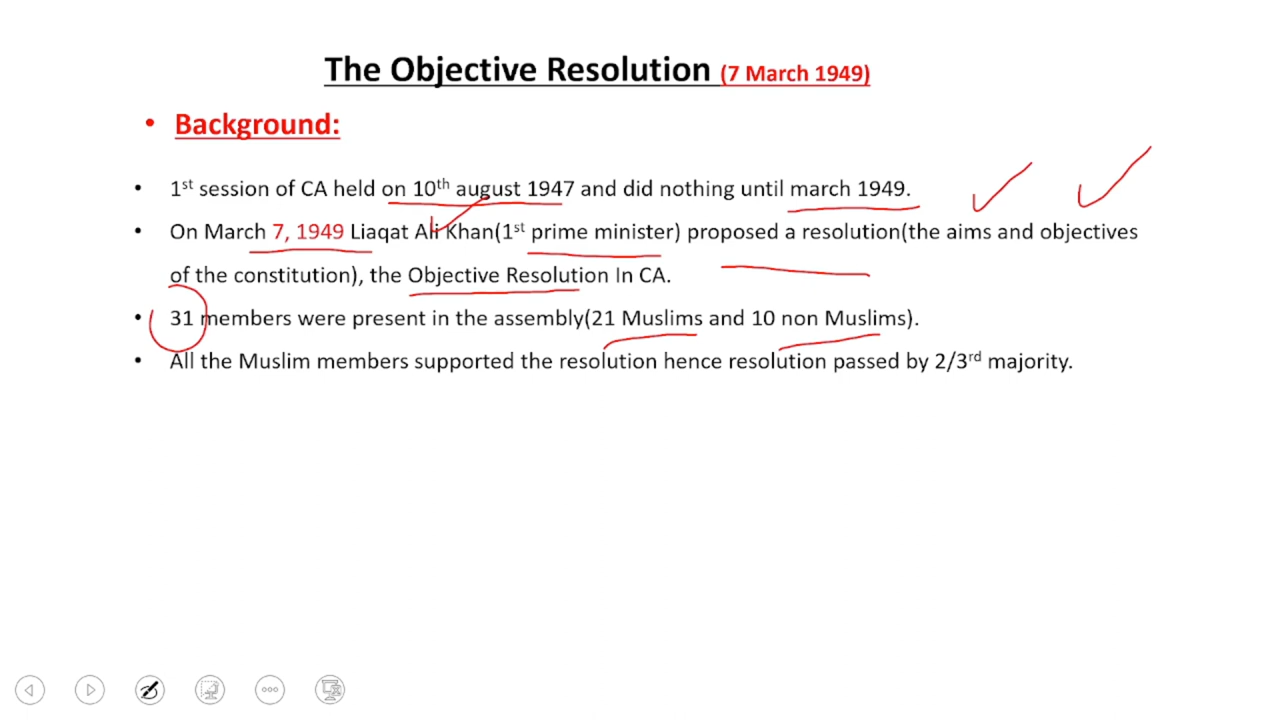 The Objective Resolution (7 March 1949)
• Background:
• 1st session of CA held on 10th august 1947 and did nothing until march 1949.
• On March 7, 1949 Liaqat Ali Khan(1st prime minister) proposed a resolution(the aims and objectives
of the constitution), the Objective Resolution In CA.
• 31 members were present in the assembly(21 Muslims and 10 non Muslims).
• All the Muslim members supported the resolution hence resolution passed by 2/3rd majority.